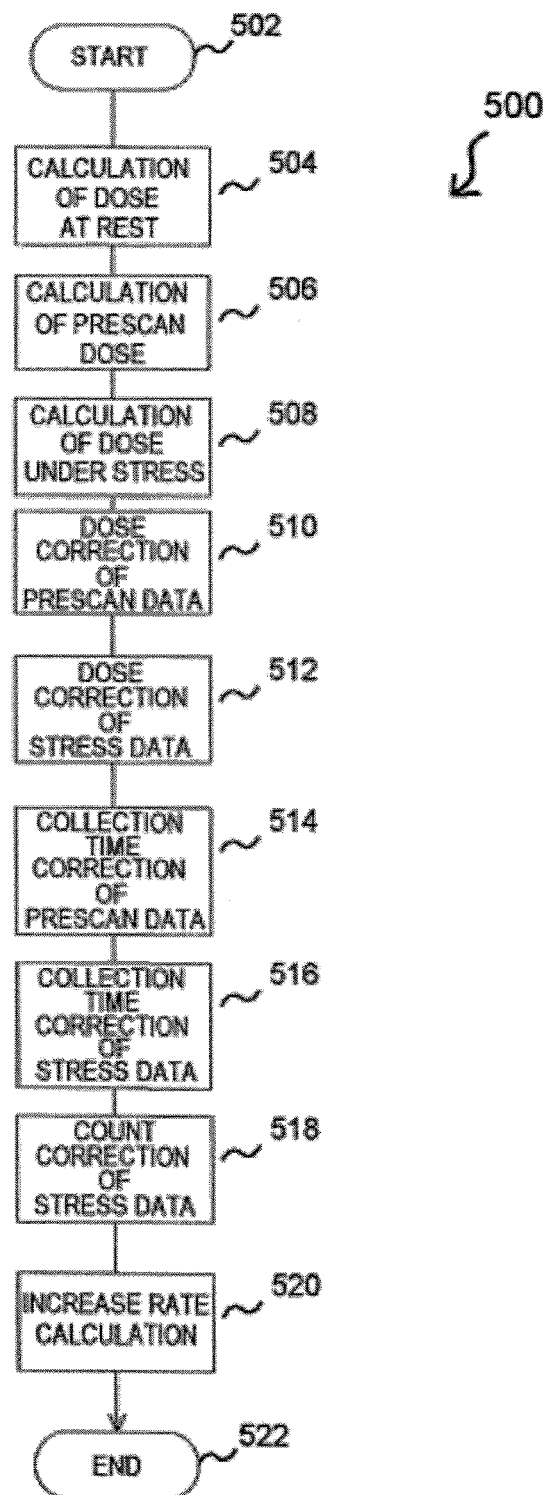 START
502
500
CALCULATION
OF DOSE
AT REST
504
CALCULATION
OF PRESCAN
DOSE
506
CALCULATION
OF DOSE
UNDER STRESS
508
DOSE
CORRECTION
OF
PRESCAN DATA
510
DOSE
CORRECTION
OF
STRESS DATA
512
COLLECTION
TIME
CORRECTION
OF
PRESCAN DATA
514
COLLECTION
TIME
CORRECTION
OF
STRESS DATA
516
COUNT
CORRECTION
OF
STRESS DATA
518
INCREASE RATE
CALCULATION
520
END
522